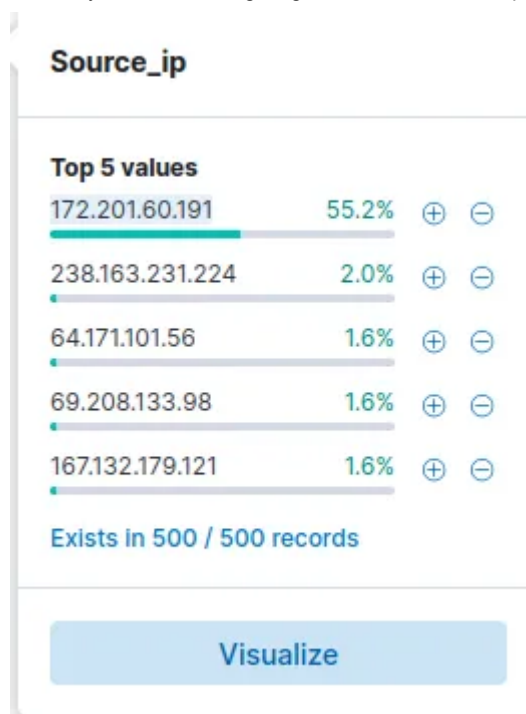 Source_ip
Top 5 values
172.201.60.191 55.2%
238.163.231.224 2.0%
64.171.101.56 1.6%
69.208.133.98 1.6%
167.132.179.121 1.6%
Exists in 500 / 500 records
Visualize